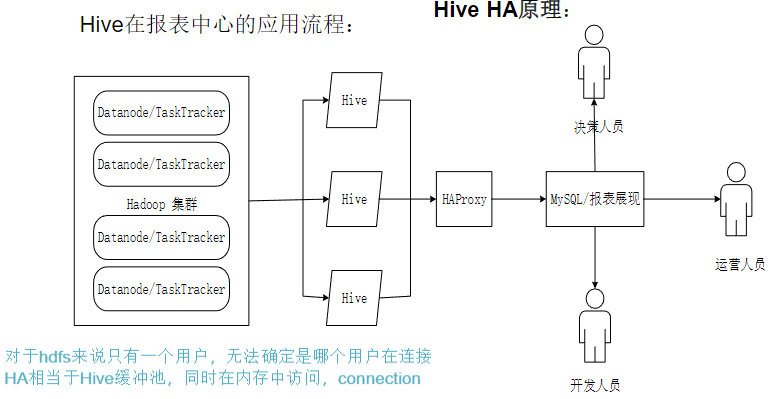 Hive在报表中心的应用流程：
Hive HA原理：
Datanode/TaskTracker
Datanode/TaskTracker
Hadoop 集群
Datanode/TaskTracker
Datanode/TaskTracker
Hive
Hive
Hive
HAProxy
MySQL/报表展现
决策人员
运营人员
开发人员
对于hdfs来说只有一个用户，无法确定是哪个用户在连接
HA相当于Hive缓冲池，同时在内存中访问，connection